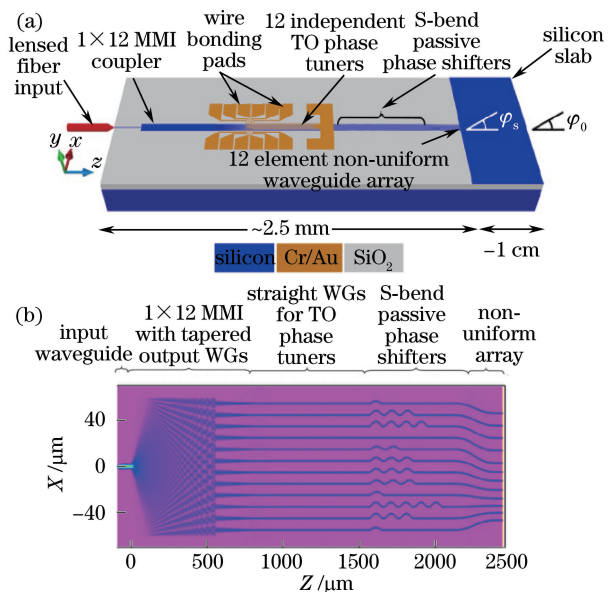 (a)
lensed
fiber
input
1×12 MMI
coupler
wire
bonding
pads
12 independent
TO phase
tuners
S-bend
passive
phase shifters
silicon
slab
y
x
z
φs
φ0
12 element non-uniform
waveguide array
~2.5 mm
~1 cm
silicon
Cr/Au
SiO2
(b)
input
waveguide
1×12 MMI
with tapered
output WGs
straight WGs
for TO
phase
tuners
S-bend
passive
phase
shifters
non-
uniform
array
X/μm
40
0
-40
0
500
1000
1500
2000
2500
Z/μm